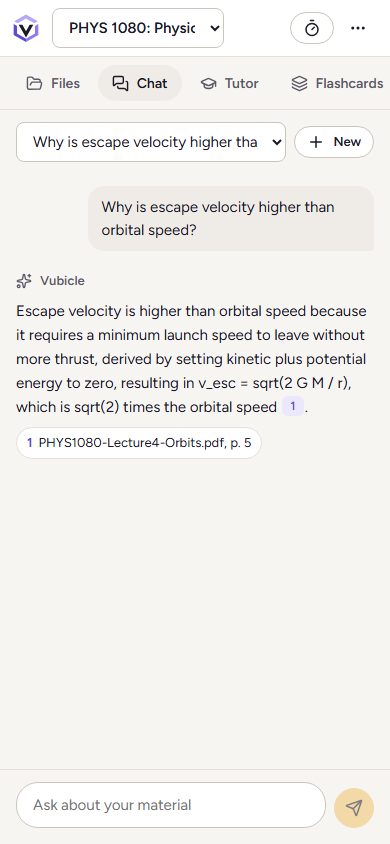 PHYS 1080: Physic
Files
Chat
Tutor
Flashcards
Why is escape velocity higher tha
New
Why is escape velocity higher than
orbital speed?
Vubicle
Escape velocity is higher than orbital speed because
it requires a minimum launch speed to leave without
more thrust, derived by setting kinetic plus potential
energy to zero, resulting in v_esc = sqrt(2 G M / r),
which is sqrt(2) times the orbital speed 1 .
1 PHYS1080-Lecture4-Orbits.pdf, p. 5
Ask about your material